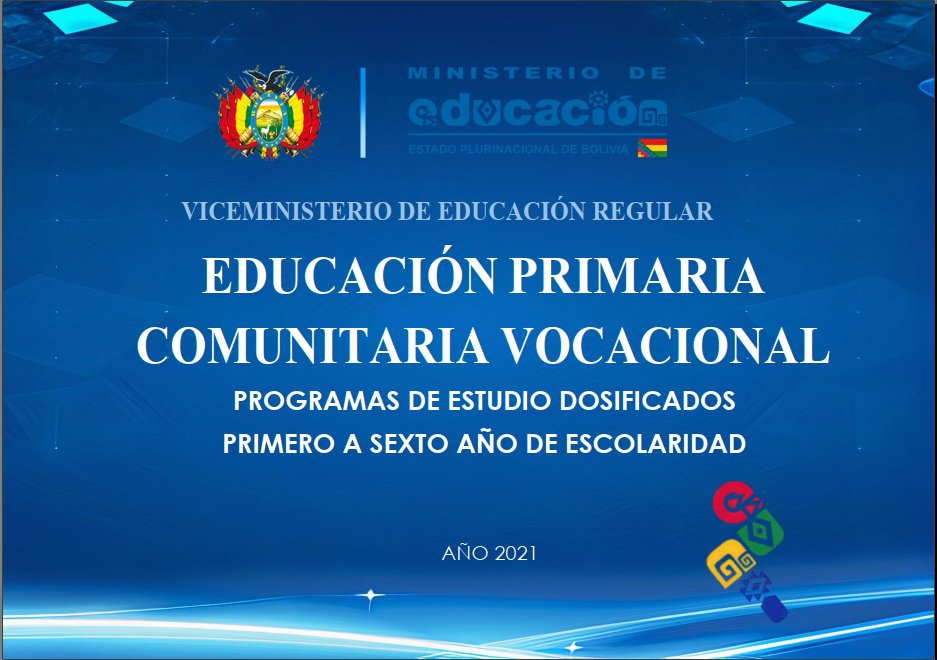 MINISTERIO DE
educación
ESTADO PLURINACIONAL DE BOLIVIA
VICEMINISTERIO DE EDUCACIÓN REGULAR
EDUCACIÓN PRIMARIA
COMUNITARIA VOCACIONAL
PROGRAMAS DE ESTUDIO DOSIFICADOS
PRIMERO A SEXTO AÑO DE ESCOLARIDAD
AÑO 2021